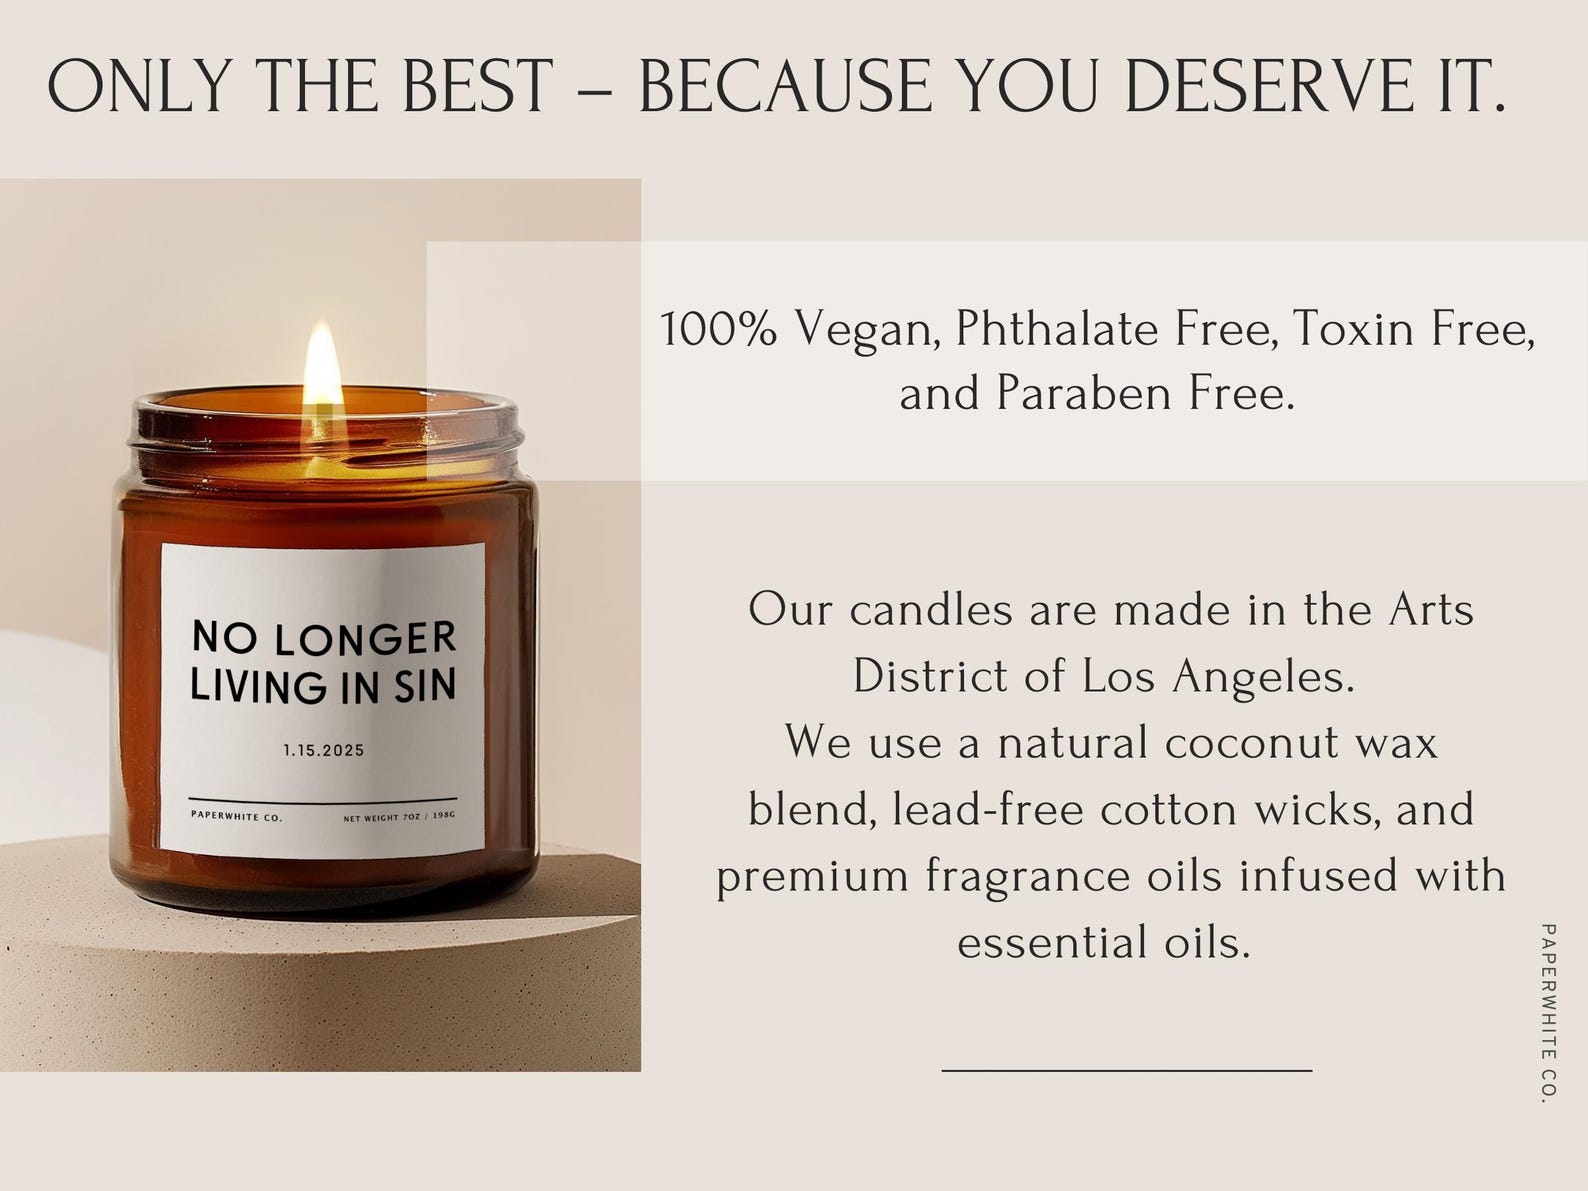 ONLY THE BEST – BECAUSE YOU DESERVE IT.
100% Vegan, Phthalate Free, Toxin Free,
and Paraben Free.
NO LONGER
LIVING IN SIN
1.15.2025
PAPERWHITE CO. NET WEIGHT 7OZ / 198G
Our candles are made in the Arts
District of Los Angeles.
We use a natural coconut wax
blend, lead-free cotton wicks, and
premium fragrance oils infused with
essential oils.
PAPERWHITE CO.